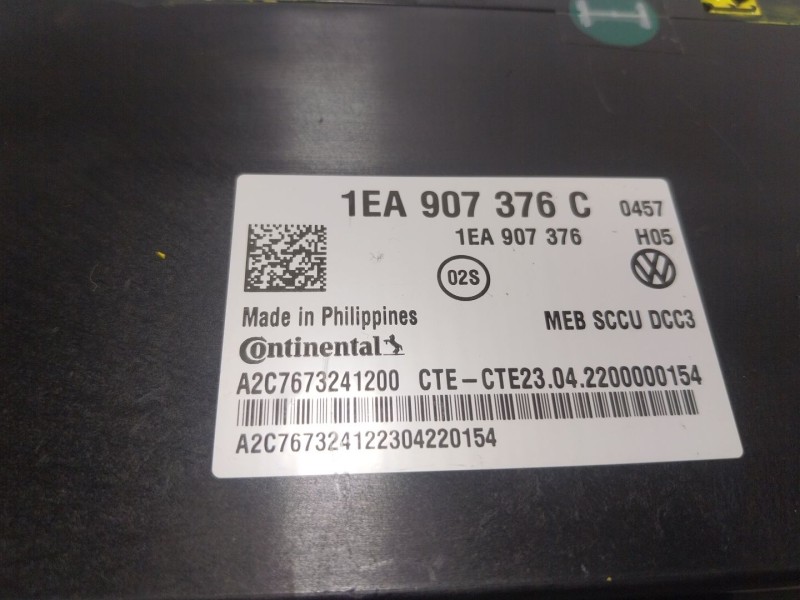 1EA 907 376 C 0457
1EA 907 376 H05
02S
Made in Philippines
MEB SCCU DCC3
Continental
A2C7673241200 CTE-CTE23.04.2200000154
A2C767324122304220154